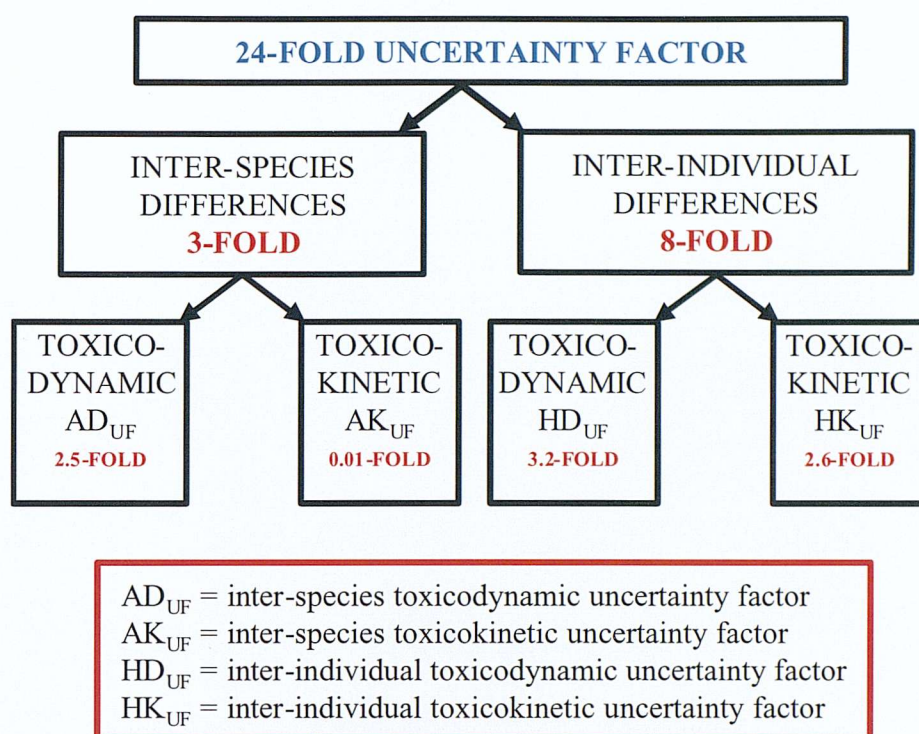 24-FOLD UNCERTAINTY FACTOR
INTER-SPECIES
DIFFERENCES
3-FOLD
INTER-INDIVIDUAL
DIFFERENCES
8-FOLD
TOXICO-
DYNAMIC
AD_UF
2.5-FOLD
TOXICO-
KINETIC
AK_UF
0.01-FOLD
TOXICO-
DYNAMIC
HD_UF
3.2-FOLD
TOXICO-
KINETIC
HK_UF
2.6-FOLD
AD_UF = inter-species toxicodynamic uncertainty factor
AK_UF = inter-species toxicokinetic uncertainty factor
HD_UF = inter-individual toxicodynamic uncertainty factor
HK_UF = inter-individual toxicokinetic uncertainty factor